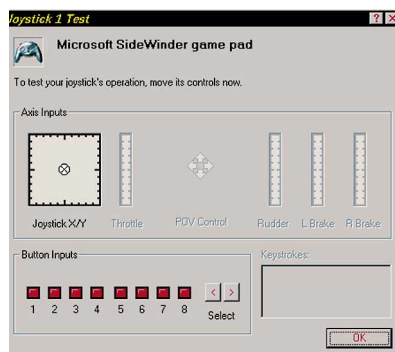 Joystick 1 Test
Microsoft SideWinder game pad
To test your joystick's operation, move its controls now.
Axis Inputs
Joystick X/Y Throttle POV Control Rudder L Brake R Brake
Button Inputs
1 2 3 4 5 6 7 8 Select
Keystrokes:
OK